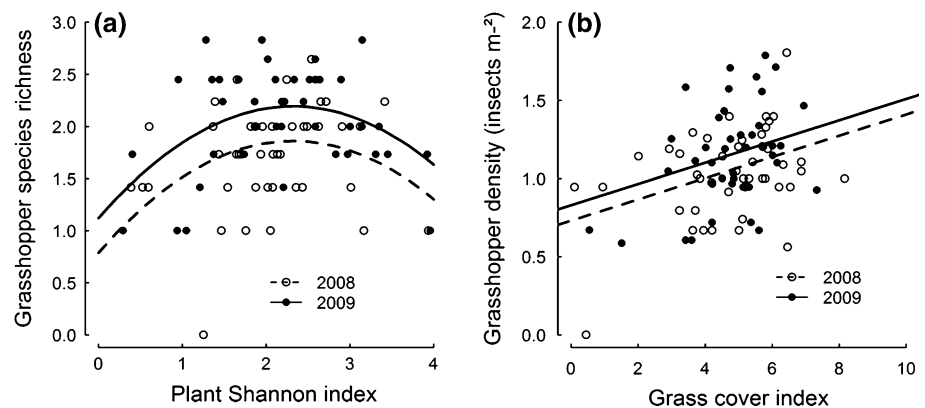 (a)
Grasshopper species richness
3.0
2.5
2.0
1.5
1.0
0.5
0.0
2008
2009
0 1 2 3 4
Plant Shannon index
(b)
Grasshopper density (insects m-²)
2.0
1.5
1.0
0.5
0.0
2008
2009
0 2 4 6 8 10
Grass cover index